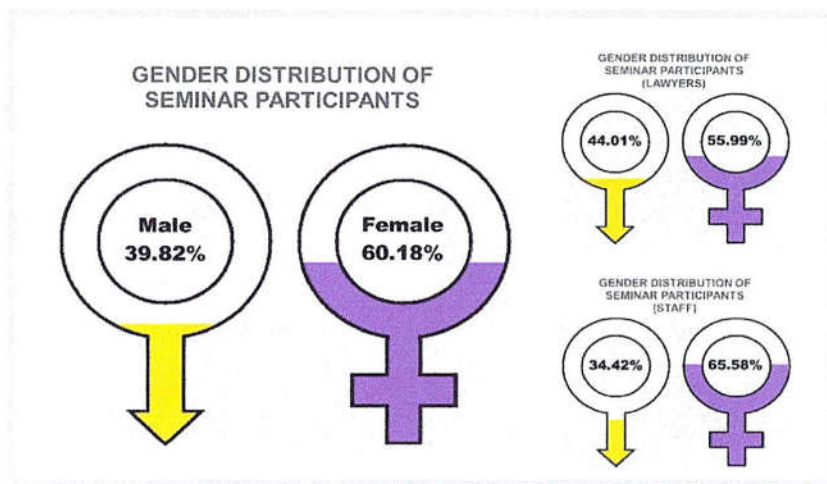 GENDER DISTRIBUTION OF
SEMINAR PARTICIPANTS
Male
39.82%
Female
60.18%
GENDER DISTRIBUTION OF
SEMINAR PARTICIPANTS
(LAWYERS)
44.01%
55.99%
GENDER DISTRIBUTION OF
SEMINAR PARTICIPANTS
(STAFF)
34.42%
65.58%